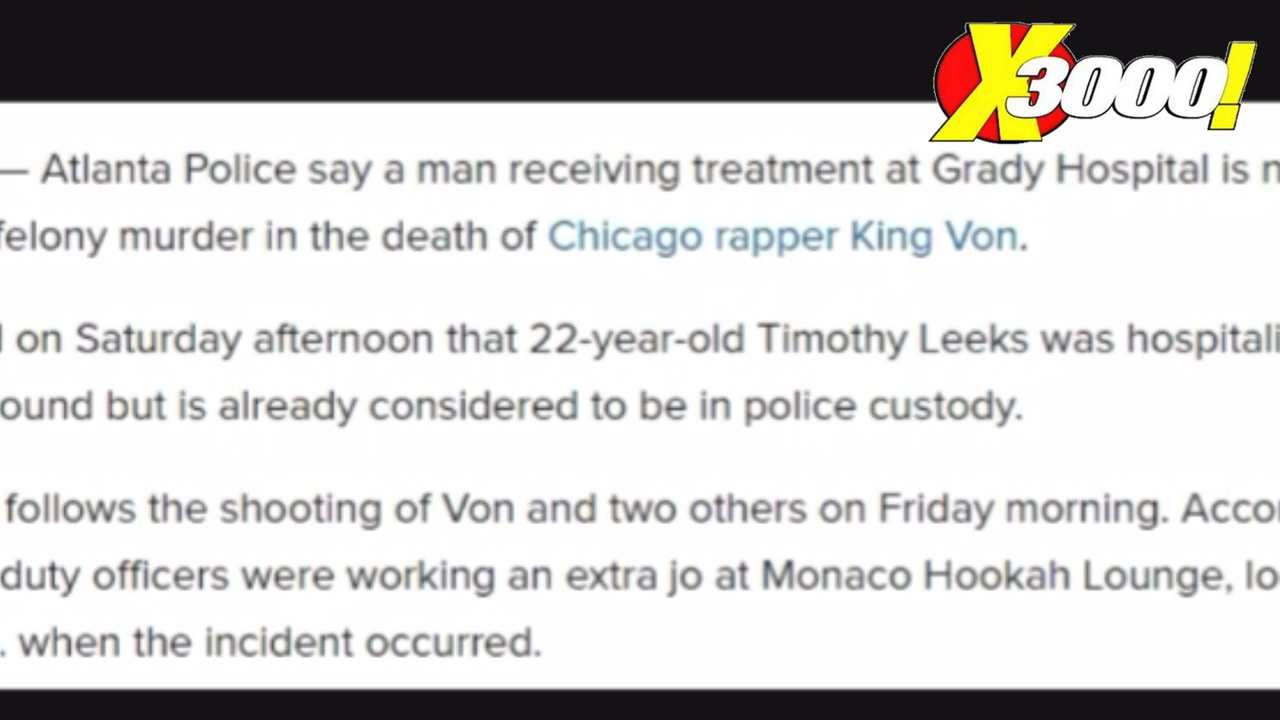 X3000!
— Atlanta Police say a man receiving treatment at Grady Hospital is n
felony murder in the death of Chicago rapper King Von.
on Saturday afternoon that 22-year-old Timothy Leeks was hospitali
ound but is already considered to be in police custody.
follows the shooting of Von and two others on Friday morning. Acco
duty officers were working an extra jo at Monaco Hookah Lounge, lo
. when the incident occurred.